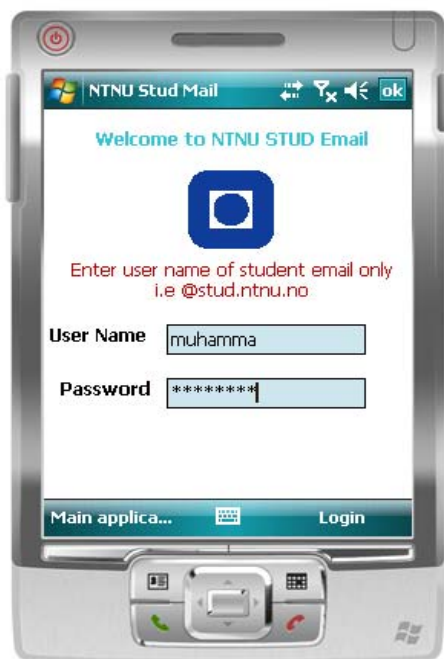 NTNU Stud Mail
ok
Welcome to NTNU STUD Email
Enter user name of student email only
i.e @stud.ntnu.no
User Name
muhamma
Password
********
Main applica...
Login